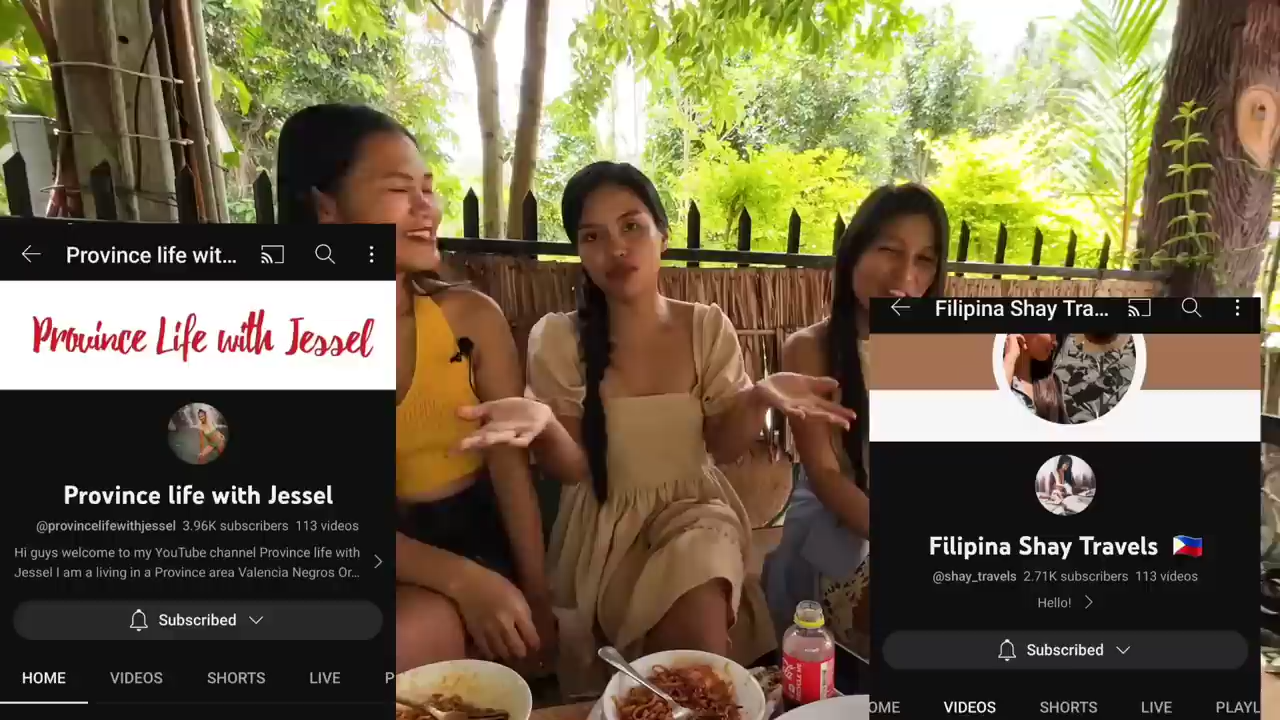 Province life wit...
Province Life with Jessel
Province life with Jessel
@provincelifewithjessel 3.96K subscribers 113 videos
Hi guys welcome to my YouTube channel Province life with
Jessel I am a living in a Province area Valencia Negros Or...
Subscribed
HOME VIDEOS SHORTS LIVE P
Filipina Shay Tra...
Filipina Shay Travels 🇵🇭
@shay_travels 2.71K subscribers 113 videos
Hello!
Subscribed
OME VIDEOS SHORTS LIVE PLAYL